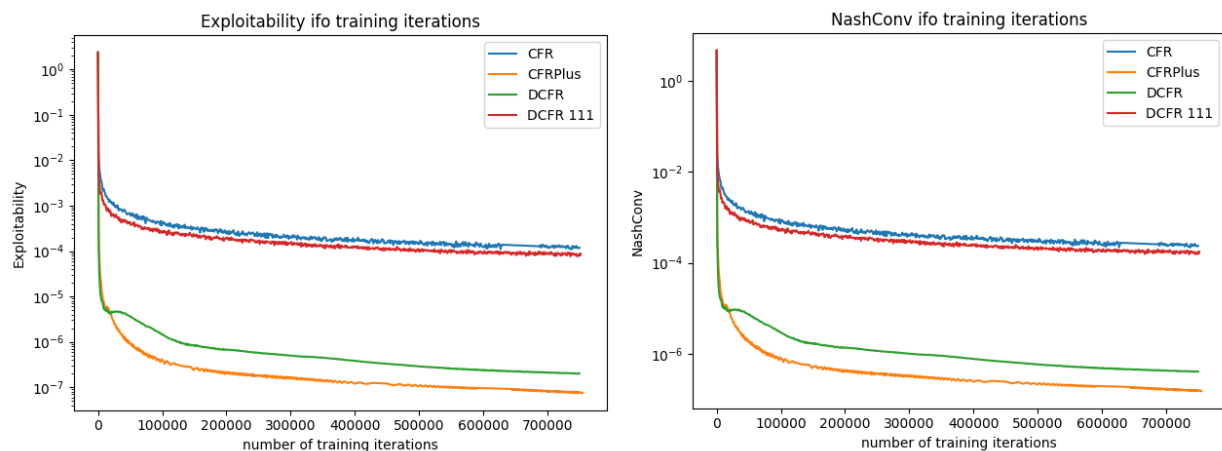 Exploitability ifo training iterations
10^0
10^-1
10^-2
10^-3
10^-4
10^-5
10^-6
10^-7
Exploitability
CFR
CFRPlus
DCFR
DCFR 111
0 100000 200000 300000 400000 500000 600000 700000
number of training iterations
NashConv ifo training iterations
10^0
10^-2
10^-4
10^-6
NashConv
CFR
CFRPlus
DCFR
DCFR 111
0 100000 200000 300000 400000 500000 600000 700000
number of training iterations